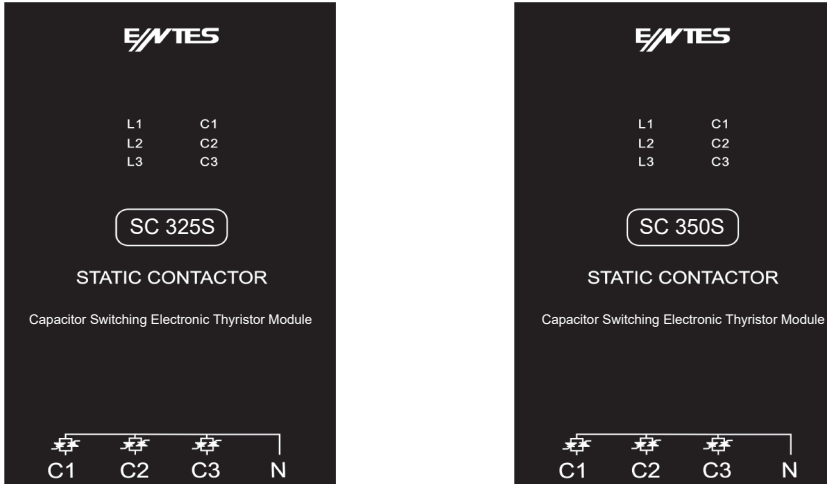 ENTES
L1 C1
L2 C2
L3 C3
SC 325S
STATIC CONTACTOR
Capacitor Switching Electronic Thyristor Module
C1 C2 C3 N
ENTES
L1 C1
L2 C2
L3 C3
SC 350S
STATIC CONTACTOR
Capacitor Switching Electronic Thyristor Module
C1 C2 C3 N